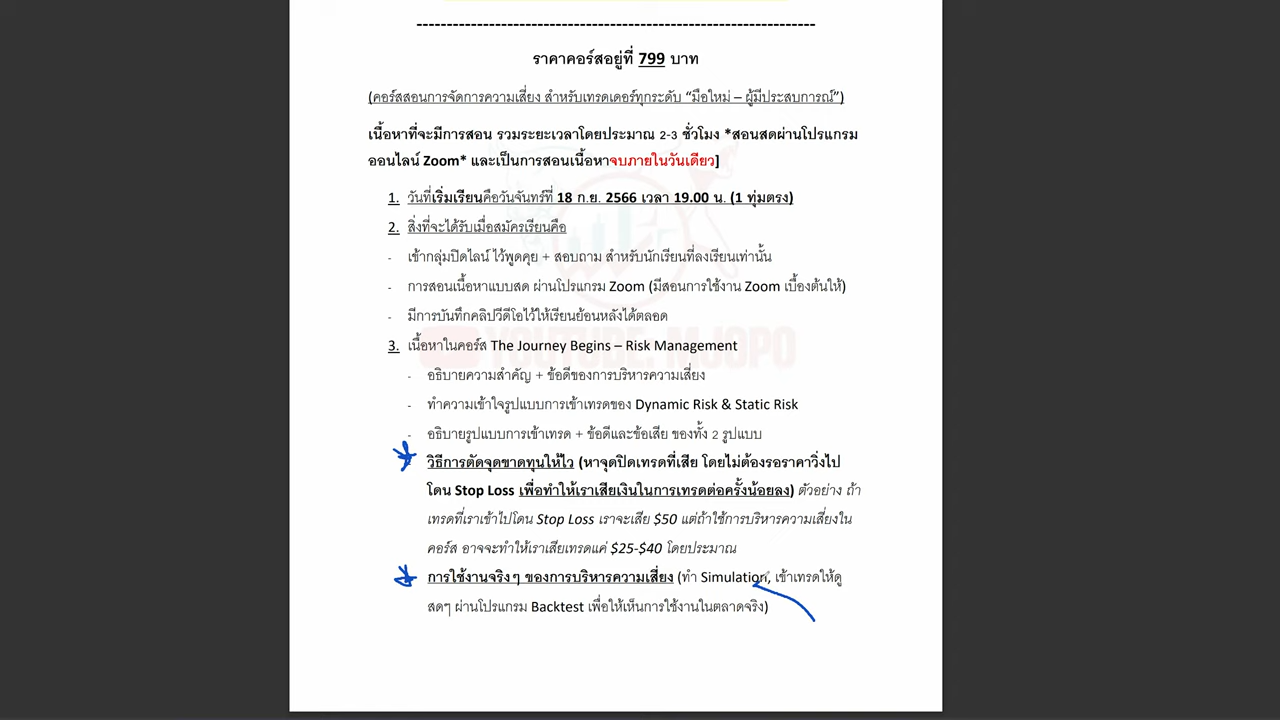 ราคาคอร์สอยู่ที่ 799 บาท
(คอร์สสอนการจัดการความเสี่ยง สำหรับเทรดเดอร์ทุกระดับ “มือใหม่ – ผู้มีประสบการณ์”)
เนื้อหาที่จะมีการสอน รวมระยะเวลาโดยประมาณ 2-3 ชั่วโมง *สอนสดผ่านโปรแกรม
ออนไลน์ Zoom* และเป็นการสอนเนื้อหาจบภายในวันเดียว]
1. วันที่เริ่มเรียนคือวันจันทร์ที่ 18 ก.ย. 2566 เวลา 19.00 น. (1 ทุ่มตรง)
2. สิ่งที่จะได้รับเมื่อสมัครเรียนคือ
- เข้ากลุ่มปิดไลน์ ไว้พูดคุย + สอบถาม สำหรับนักเรียนที่ลงเรียนเท่านั้น
- การสอนเนื้อหาแบบสด ผ่านโปรแกรม Zoom (มีสอนการใช้งาน Zoom เบื้องต้นให้)
- มีการบันทึกคลิปวีดีโอไว้ให้เรียนย้อนหลังได้ตลอด
YOUTUBE, MJOPO
3. เนื้อหาในคอร์ส The Journey Begins – Risk Management
- อธิบายความสำคัญ + ข้อดีของการบริหารความเสี่ยง
- ทำความเข้าใจรูปแบบการเข้าเทรดของ Dynamic Risk & Static Risk
- อธิบายรูปแบบการเข้าเทรด + ข้อดีและข้อเสีย ของทั้ง 2 รูปแบบ
วิธีการตัดจุดขาดทุนให้ไว (หาจุดปิดเทรดที่เสีย โดยไม่ต้องรอราคาวิ่งไป
โดน Stop Loss เพื่อทำให้เราเสียเงินในการเทรดต่อครั้งน้อยลง) ตัวอย่าง ถ้า
เทรดที่เราเข้าไปโดน Stop Loss เราจะเสีย $50 แต่ถ้าใช้การบริหารความเสี่ยงใน
คอร์ส อาจจะทำให้เราเสียเทรดแค่ $25-$40 โดยประมาณ
การใช้งานจริงๆ ของการบริหารความเสี่ยง (ทำ Simulation, เข้าเทรดให้ดู
สดๆ ผ่านโปรแกรม Backtest เพื่อให้เห็นการใช้งานในตลาดจริง)